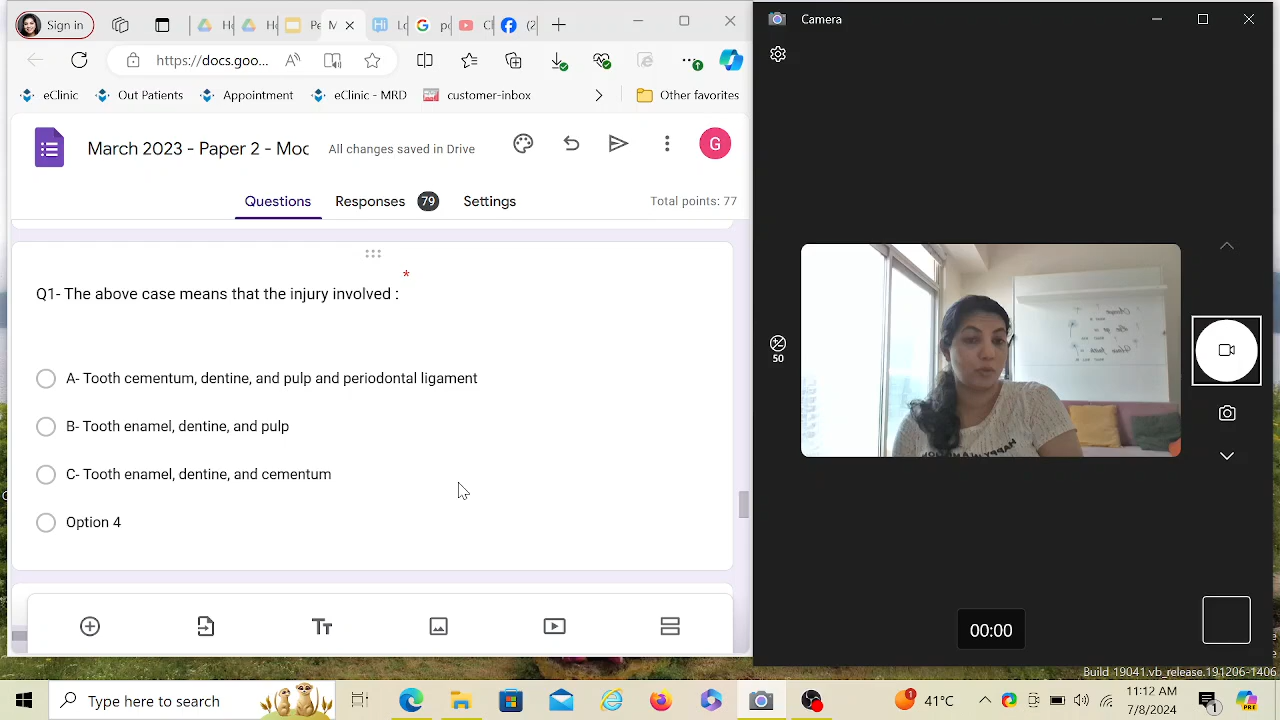 Sign
Camera
https://docs.goo...
eClinic
Out Patients
Appointment
eClinic - MRD
customer-inbox
Other favorites
March 2023 - Paper 2 - Moc
All changes saved in Drive
G
Questions
Responses
79
Settings
Total points: 77
*
Q1- The above case means that the injury involved :
A- Tooth cementum, dentine, and pulp and periodontal ligament
B- Tooth enamel, dentine, and pulp
C- Tooth enamel, dentine, and cementum
Option 4
50
00:00
Build 19041.vb_release.191206-1406
Type here to search
1
41°C
11:12 AM
7/8/2024
1
PRE